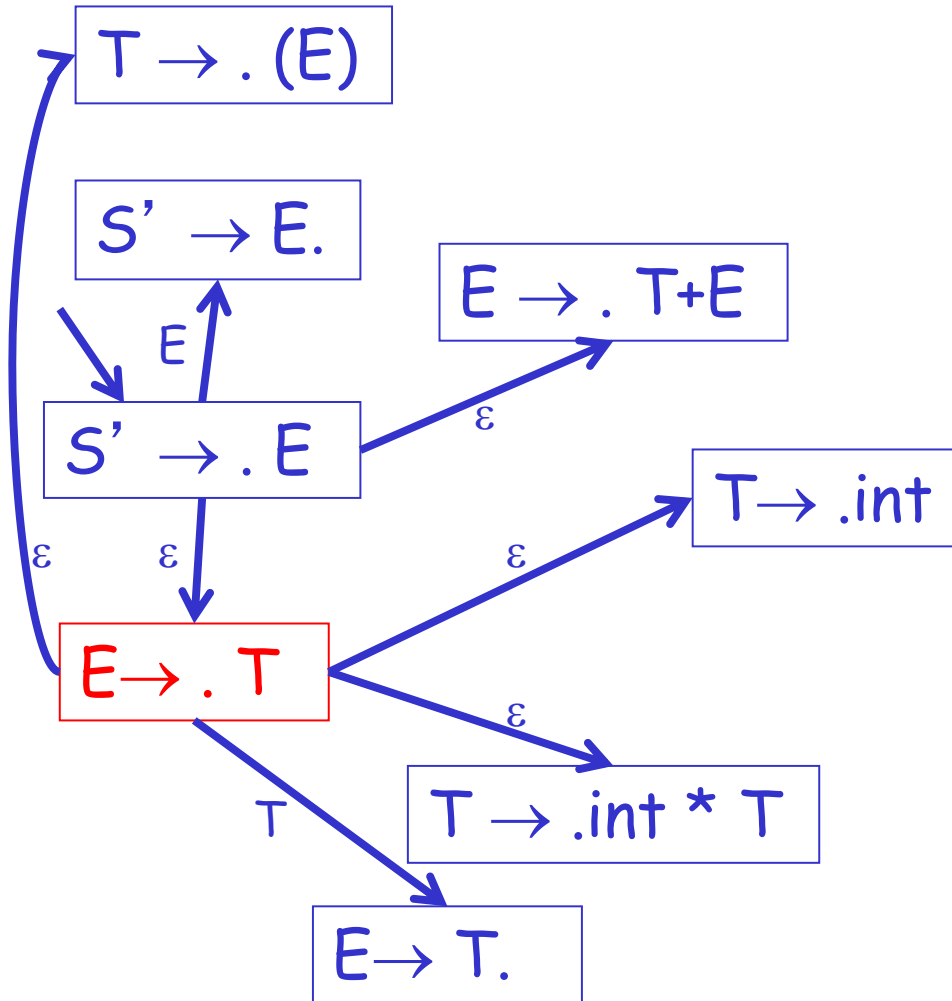 T → . (E)
S' → E.
E → . T+E
E
S' → . E
ε
T → .int
ε
ε
ε
E → . T
ε
T → .int * T
T
E → T.